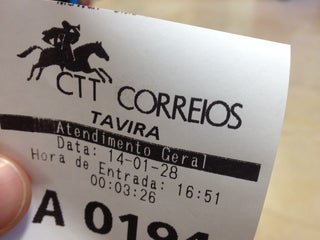 CTT CORREIOS
TAVIRA
Atendimento Geral
Data: 14-01-28
Hora de Entrada: 16:51
00:03:26
A 0194